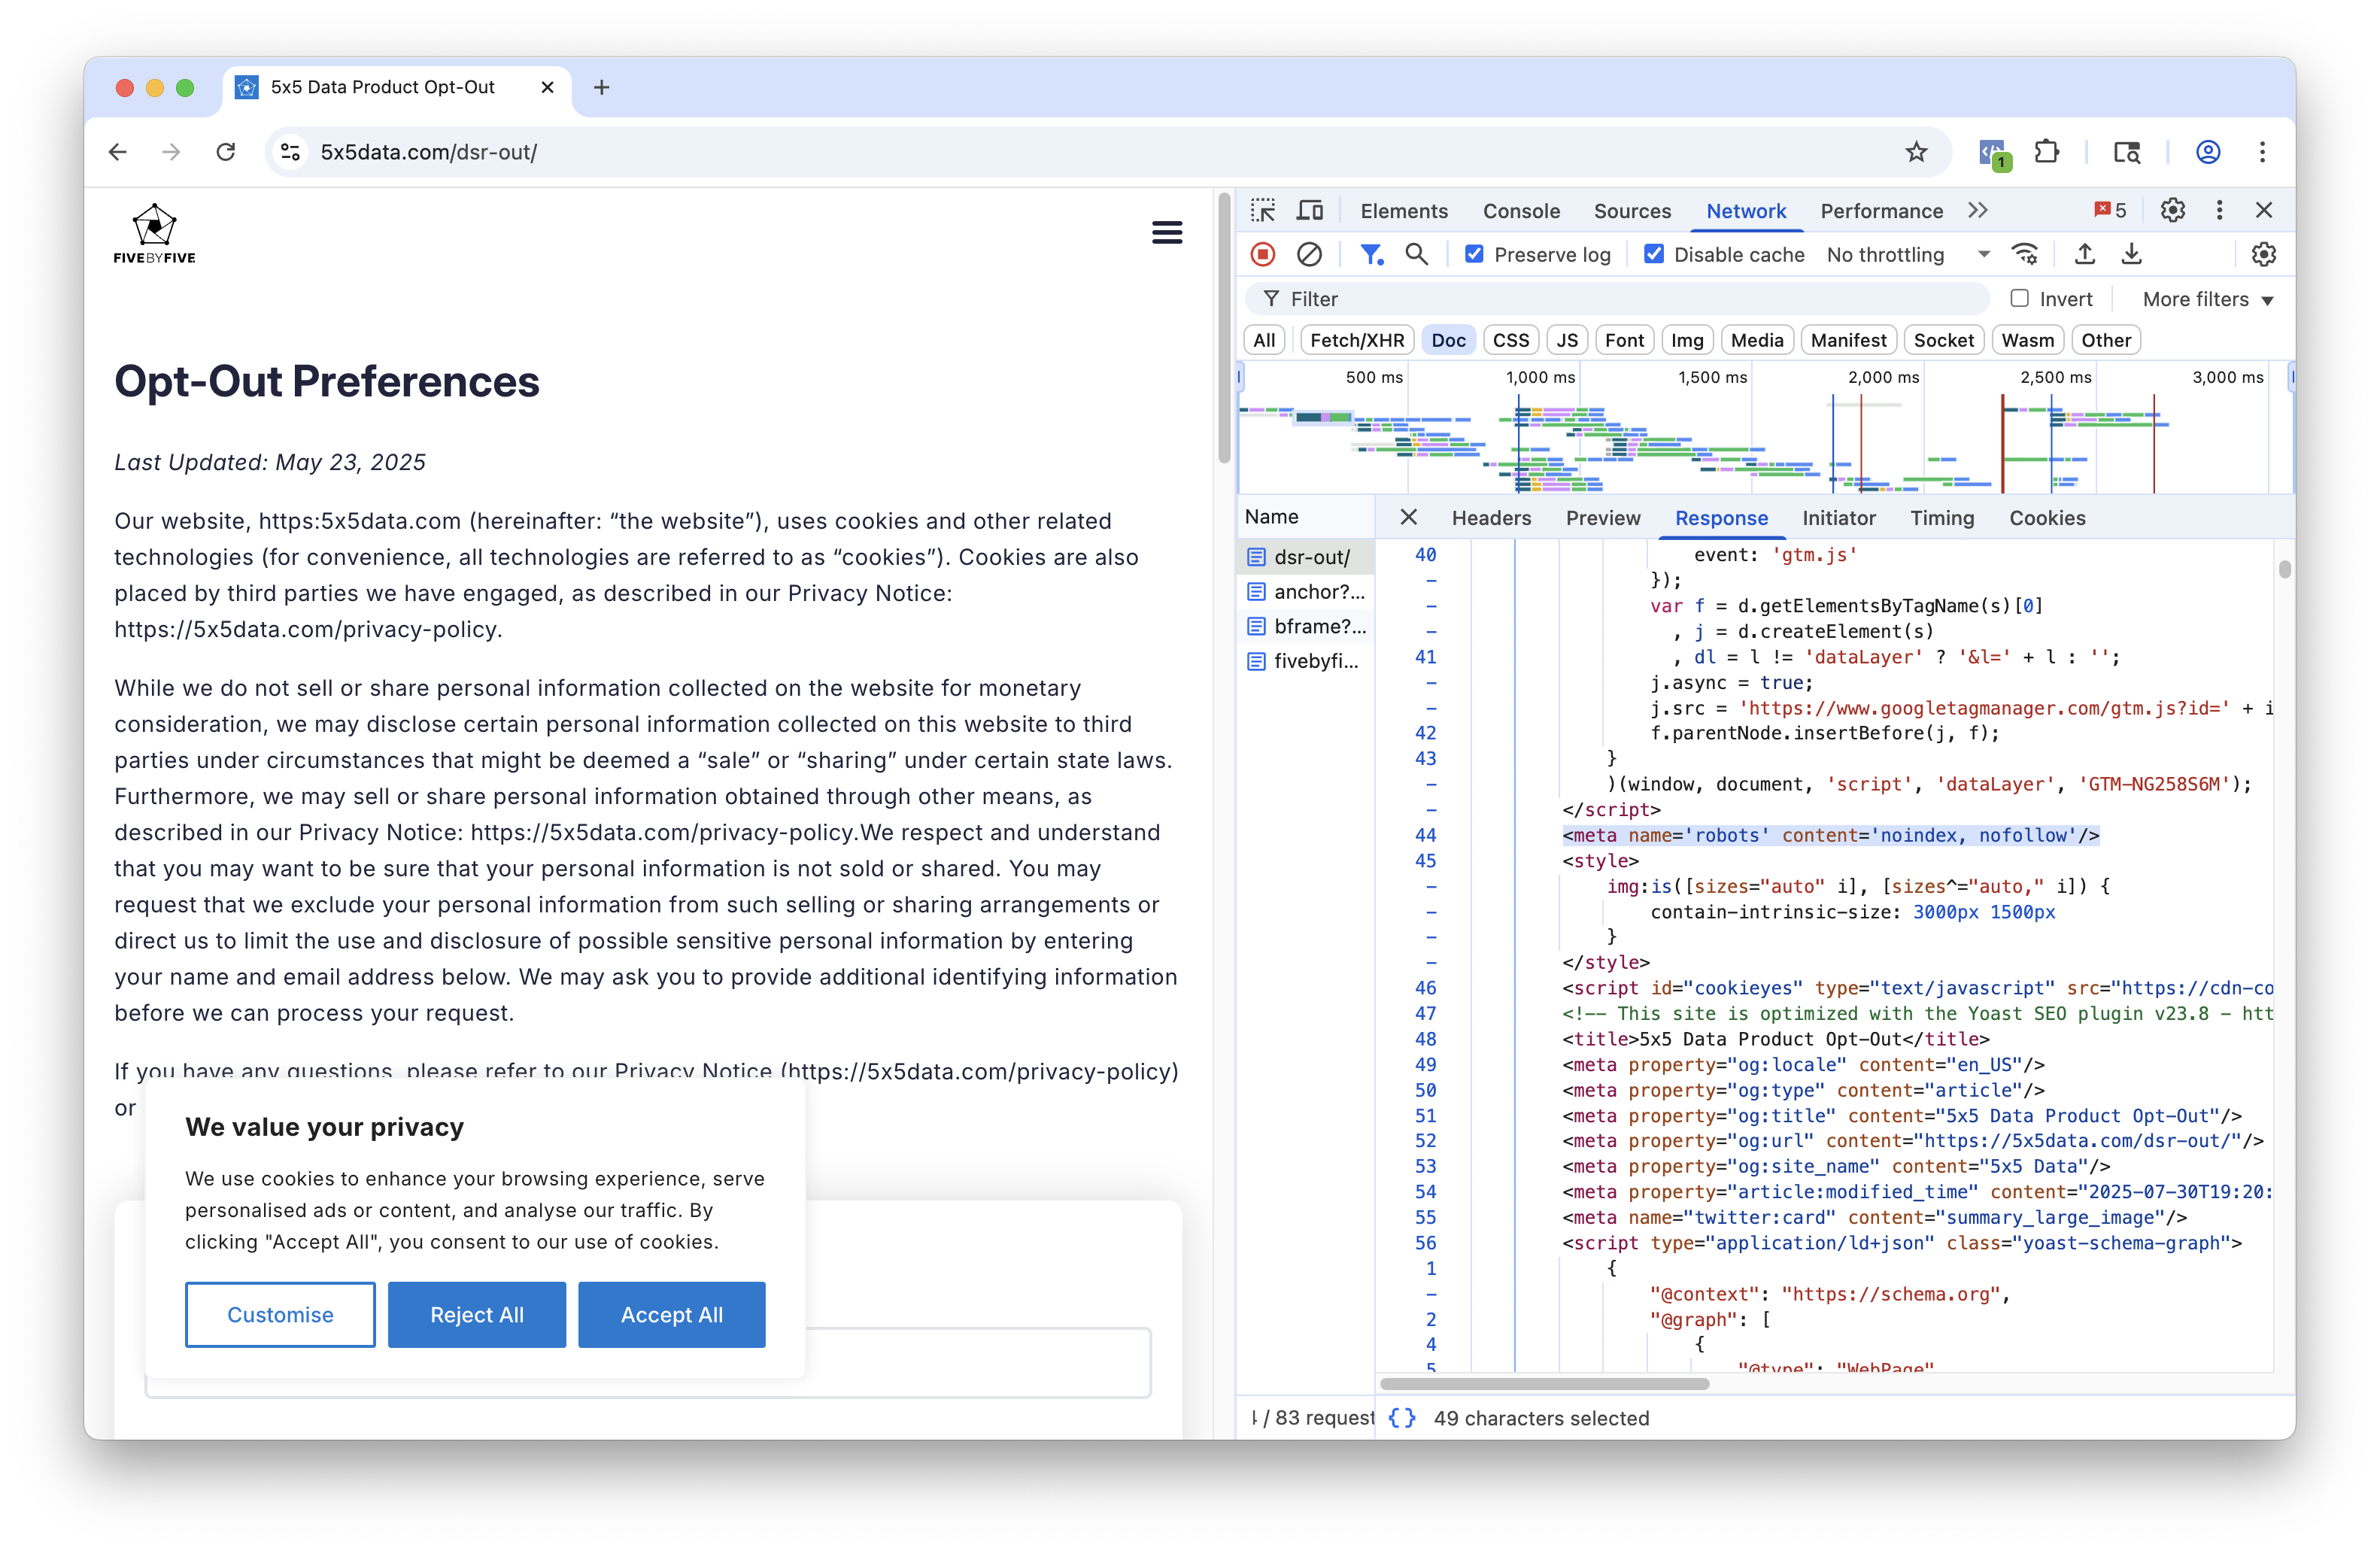 5x5 Data Product Opt-Out
5x5data.com/dsr-out/
1
FIVEBYFIVE
Opt-Out Preferences
Last Updated: May 23, 2025
Our website, https:5x5data.com (hereinafter: “the website”), uses cookies and other related
technologies (for convenience, all technologies are referred to as “cookies”). Cookies are also
placed by third parties we have engaged, as described in our Privacy Notice:
https://5x5data.com/privacy-policy.
While we do not sell or share personal information collected on the website for monetary
consideration, we may disclose certain personal information collected on this website to third
parties under circumstances that might be deemed a “sale” or “sharing” under certain state laws.
Furthermore, we may sell or share personal information obtained through other means, as
described in our Privacy Notice: https://5x5data.com/privacy-policy.We respect and understand
that you may want to be sure that your personal information is not sold or shared. You may
request that we exclude your personal information from such selling or sharing arrangements or
direct us to limit the use and disclosure of possible sensitive personal information by entering
your name and email address below. We may ask you to provide additional identifying information
before we can process your request.
If you have any questions, please refer to our Privacy Notice (https://5x5data.com/privacy-policy)
or
We value your privacy
We use cookies to enhance your browsing experience, serve
personalised ads or content, and analyse our traffic. By
clicking "Accept All", you consent to our use of cookies.
Customise Reject All Accept All
Elements Console Sources Network Performance 5
Preserve log Disable cache No throttling
Filter Invert More filters
All Fetch/XHR Doc CSS JS Font Img Media Manifest Socket Wasm Other
500 ms 1,000 ms 1,500 ms 2,000 ms 2,500 ms 3,000 ms
Name
dsr-out/
anchor?...
bframe?...
fivebyfi...
Headers Preview Response Initiator Timing Cookies
40 event: 'gtm.js'
- });
- var f = d.getElementsByTagName(s)[0]
- , j = d.createElement(s)
41 , dl = l != 'dataLayer' ? '&l=' + l : '';
- j.async = true;
- j.src = 'https://www.googletagmanager.com/gtm.js?id=' + i
42 f.parentNode.insertBefore(j, f);
43 }
- )(window, document, 'script', 'dataLayer', 'GTM-NG258S6M');
- </script>
44 <meta name='robots' content='noindex, nofollow'/>
45 <style>
- img:is([sizes="auto" i], [sizes^="auto," i]) {
- contain-intrinsic-size: 3000px 1500px
- }
- </style>
46 <script id="cookieyes" type="text/javascript" src="https://cdn-co
47 <!-- This site is optimized with the Yoast SEO plugin v23.8 - htt
48 <title>5x5 Data Product Opt-Out</title>
49 <meta property="og:locale" content="en_US"/>
50 <meta property="og:type" content="article"/>
51 <meta property="og:title" content="5x5 Data Product Opt-Out"/>
52 <meta property="og:url" content="https://5x5data.com/dsr-out/"/>
53 <meta property="og:site_name" content="5x5 Data"/>
54 <meta property="article:modified_time" content="2025-07-30T19:20:
55 <meta name="twitter:card" content="summary_large_image"/>
56 <script type="application/ld+json" class="yoast-schema-graph">
1 {
- "@context": "https://schema.org",
2 "@graph": [
4 {
5 "@type": "WebPage"
/ 83 request
{ } 49 characters selected